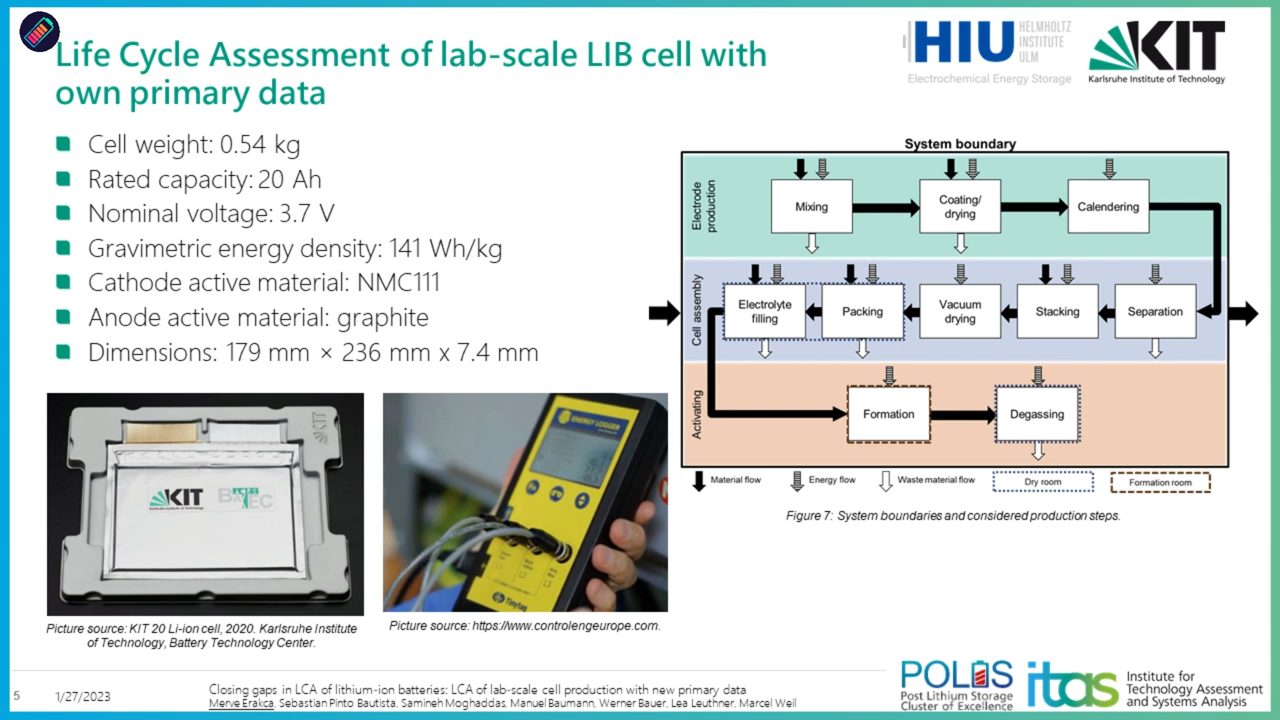 Life Cycle Assessment of lab-scale LIB cell with
own primary data
HIU
HELMHOLTZ
INSTITUTE
ULM
Electrochemical Energy Storage
KIT
Karlsruhe Institute of Technology
Cell weight: 0.54 kg
Rated capacity: 20 Ah
Nominal voltage: 3.7 V
Gravimetric energy density: 141 Wh/kg
Cathode active material: NMC111
Anode active material: graphite
Dimensions: 179 mm × 236 mm x 7.4 mm
System boundary
Electrode
production
Mixing
Coating/
drying
Calendering
Cell assembly
Electrolyte
filling
Packing
Vacuum
drying
Stacking
Separation
Activating
Formation
Degassing
Material flow
Energy flow
Waste material flow
Dry room
Formation room
Figure 7: System boundaries and considered production steps.
KIT
KIT
Karlsruhe Institute of Technology
ENERGY LOGGER
Tinytag
Picture source: KIT 20 Li-ion cell, 2020. Karlsruhe Institute
of Technology, Battery Technology Center.
Picture source: https://www.controlengeurope.com.
5
1/27/2023
Closing gaps in LCA of lithium-ion batteries: LCA of lab-scale cell production with new primary data
Merve Erakca, Sebastian Pinto Bautista, Samineh Moghaddas, Manuel Baumann, Werner Bauer, Lea Leuthner, Marcel Weil
POLiS
Post Lithium Storage
Cluster of Excellence
itas
Institute for
Technology Assessment
and Systems Analysis